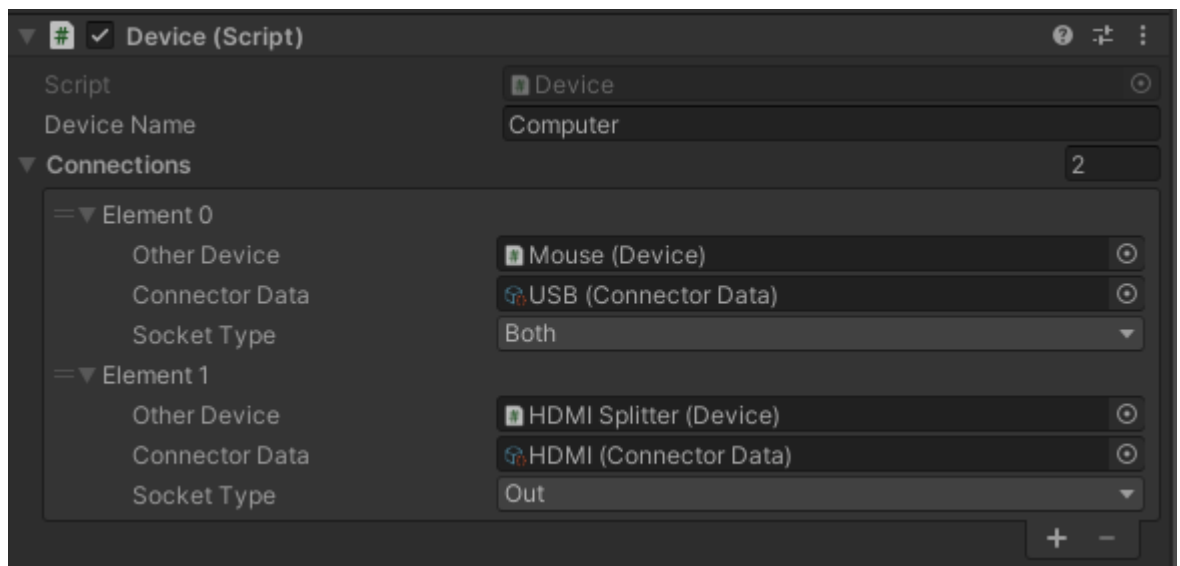 Device (Script)
Script Device
Device Name Computer
Connections 2
Element 0
Other Device Mouse (Device)
Connector Data USB (Connector Data)
Socket Type Both
Element 1
Other Device HDMI Splitter (Device)
Connector Data HDMI (Connector Data)
Socket Type Out